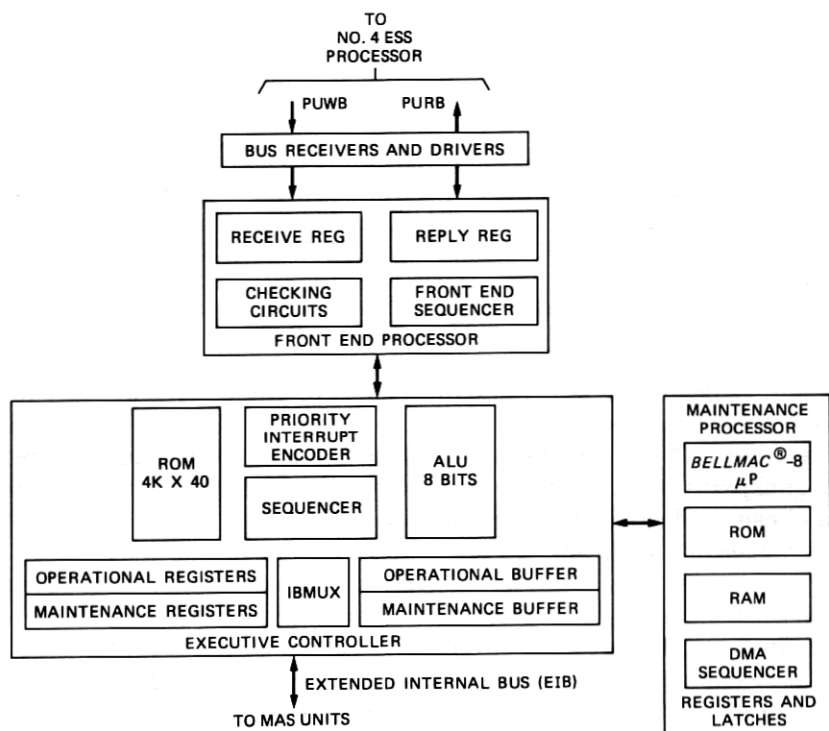 TO
NO. 4 ESS
PROCESSOR
PUWB
PURB
BUS RECEIVERS AND DRIVERS
RECEIVE REG
REPLY REG
CHECKING
CIRCUITS
FRONT END
SEQUENCER
FRONT END PROCESSOR
ROM
4K X 40
PRIORITY
INTERRUPT
ENCODER
SEQUENCER
ALU
8 BITS
OPERATIONAL REGISTERS
MAINTENANCE REGISTERS
IBMUX
OPERATIONAL BUFFER
MAINTENANCE BUFFER
EXECUTIVE CONTROLLER
EXTENDED INTERNAL BUS (EIB)
TO MAS UNITS
MAINTENANCE
PROCESSOR
BELLMAC®-8
μP
ROM
RAM
DMA
SEQUENCER
REGISTERS AND
LATCHES